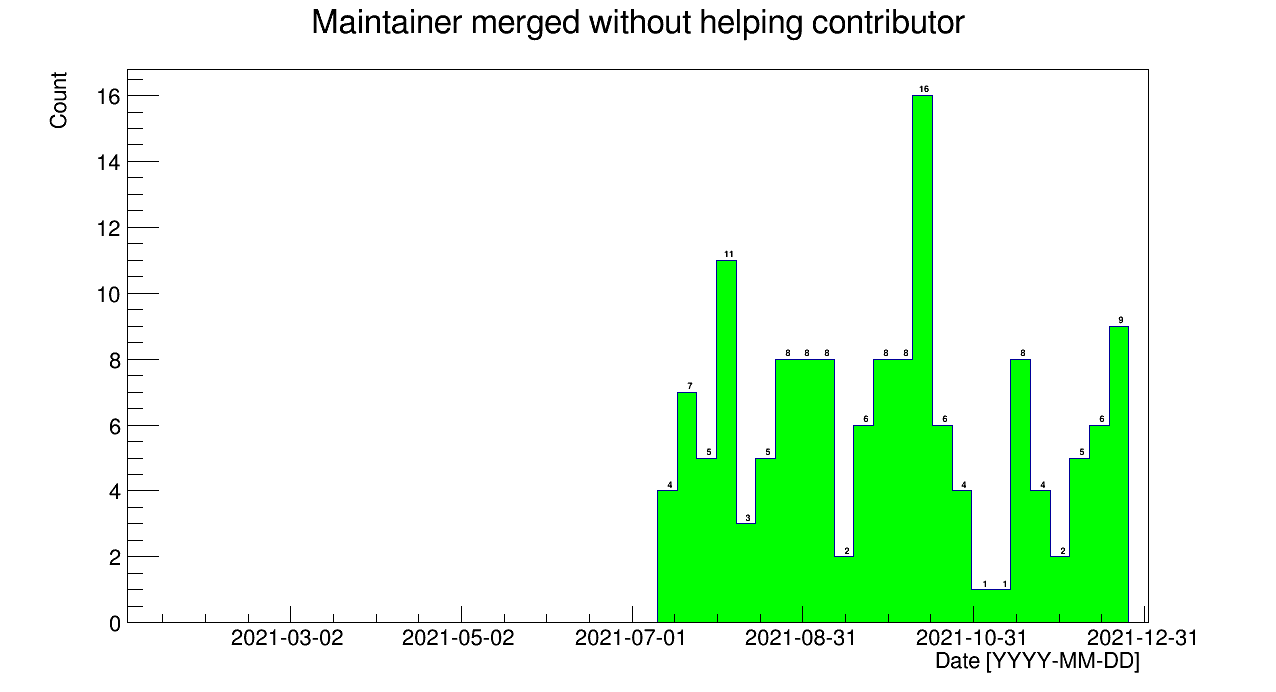 Maintainer merged without helping contributor
Count
16
14
12
10
8
6
4
2
0
4 7 5 11 3 5 8 8 8 2 6 8 8 16 6 4 1 1 8 4 2 5 6 9
2021-03-02 2021-05-02 2021-07-01 2021-08-31 2021-10-31 2021-12-31
Date [YYYY-MM-DD]